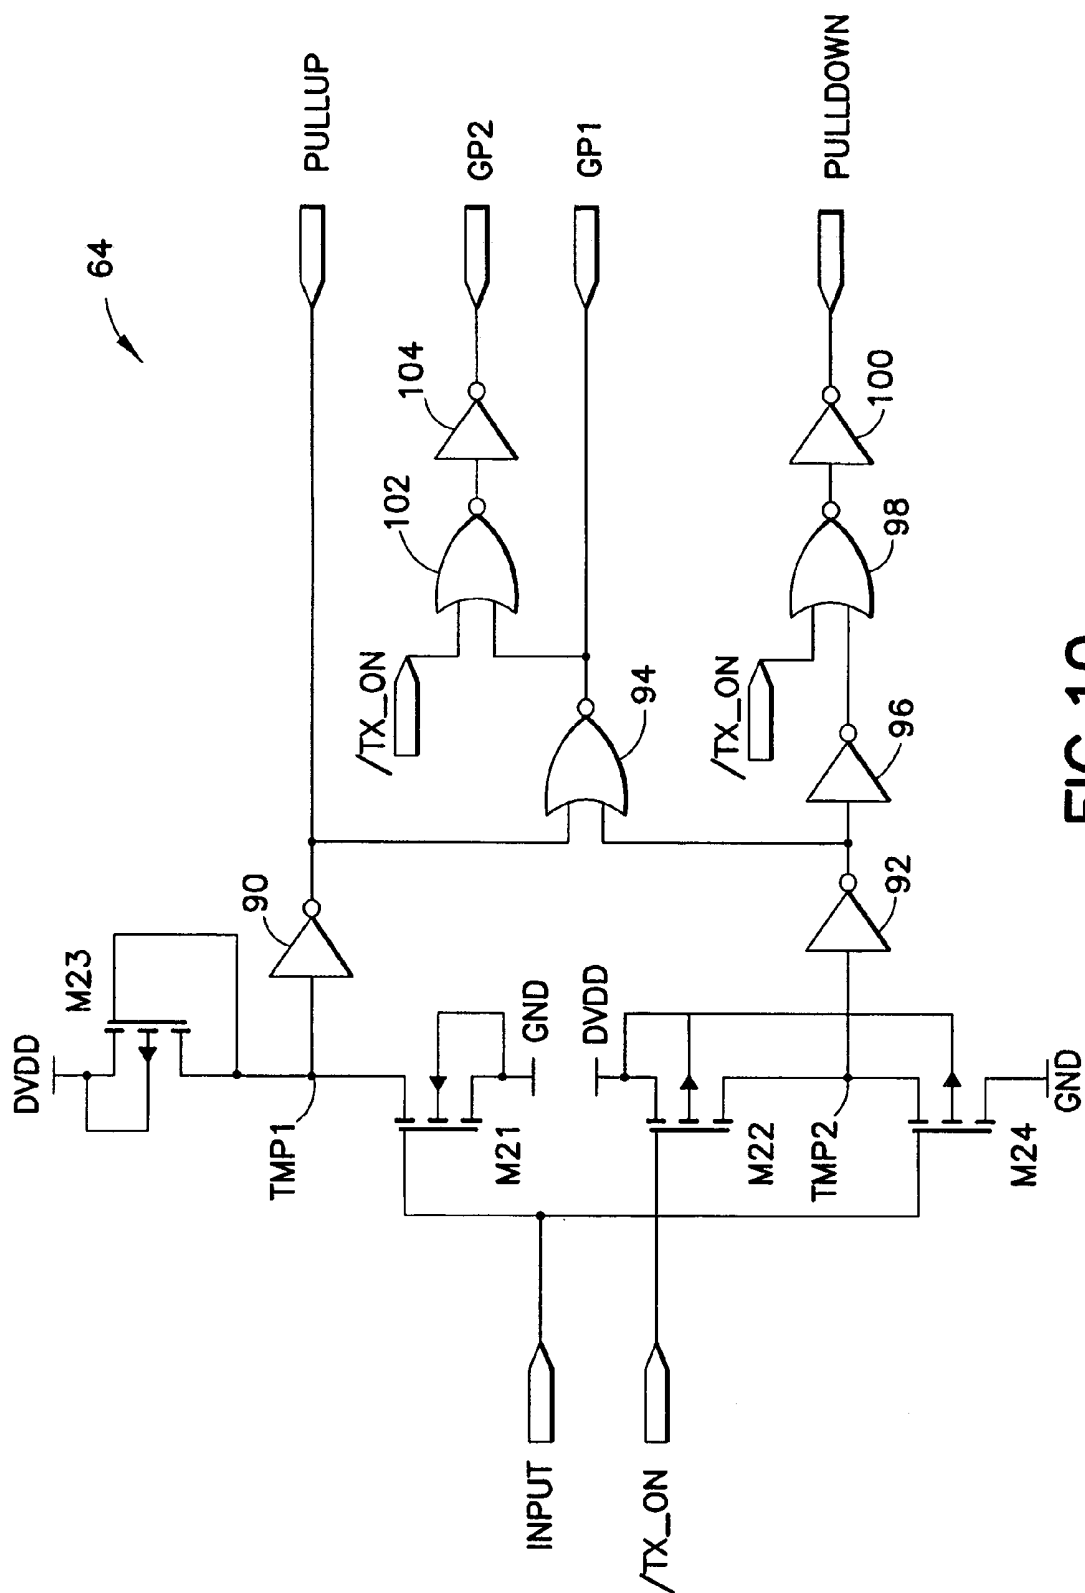 64
DVDD
M23
90
PULLUP
TMP1
102
104
GP2
/TX_ON
M21
GND
94
GP1
INPUT
DVDD
/TX_ON
M22
/TX_ON
96
98
100
PULLDOWN
TMP2
92
M24
GND
FIG